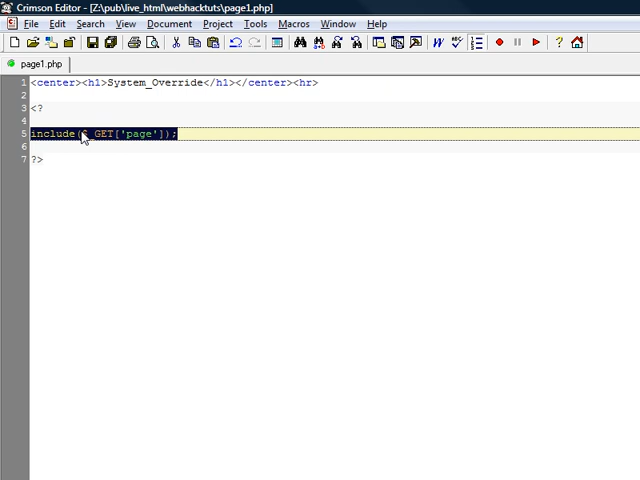 Crimson Editor - [Z:\pub\live_html\webhacktuts\page1.php]
File Edit Search View Document Project Tools Macros Window Help
page1.php
1 <center><h1>System_Override</h1></center><hr>
2
3 <?
4
5 include($_GET['page']);
6
7 ?>